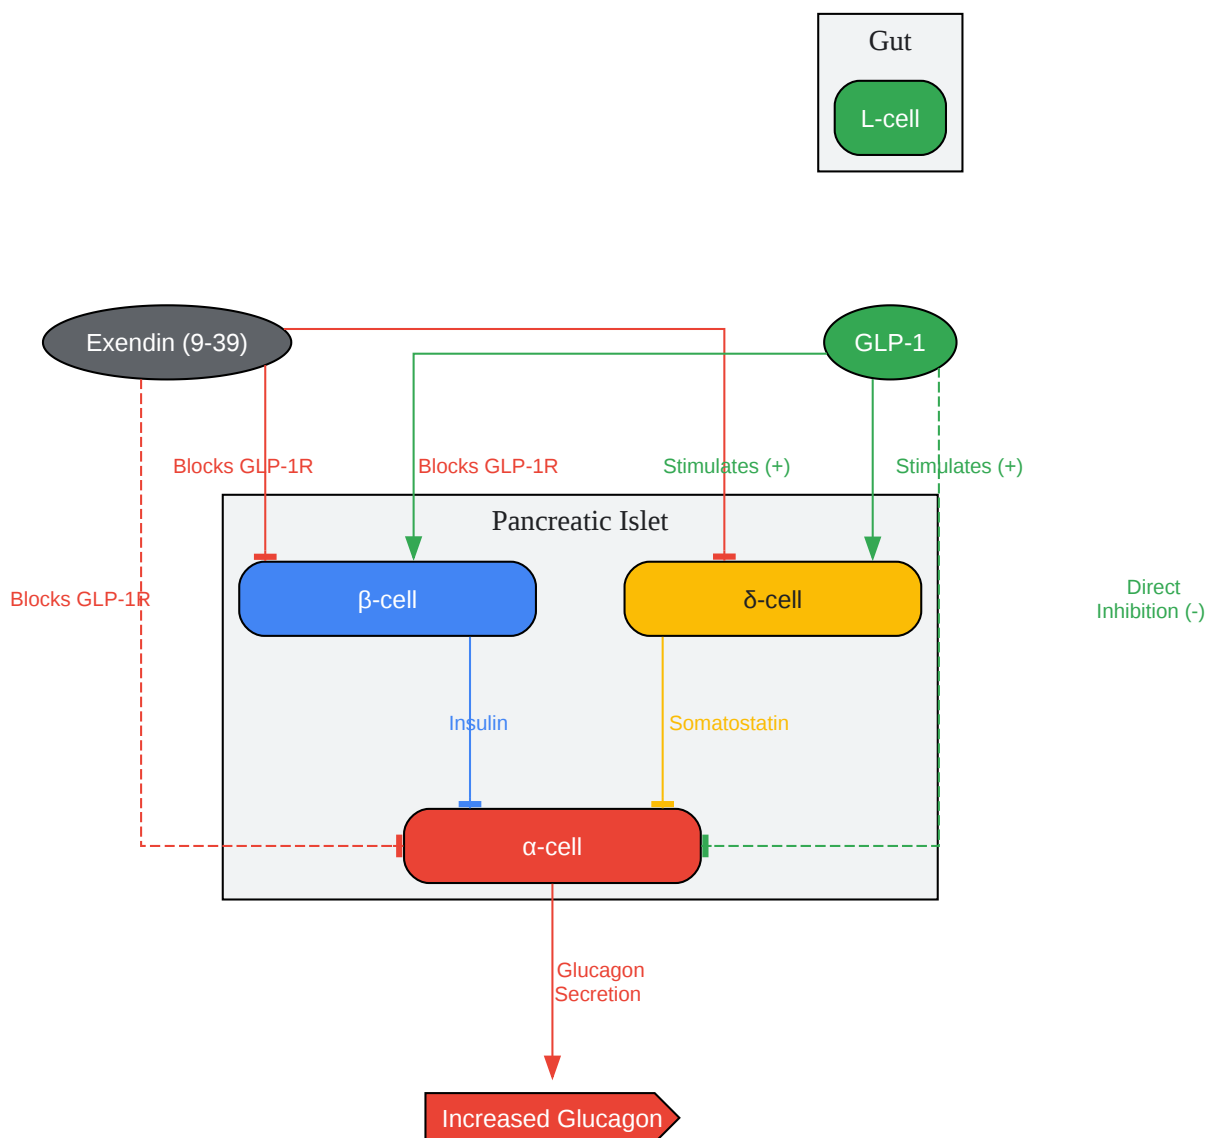 Gut
L-cell
Exendin (9-39)
GLP-1
Blocks GLP-1R
Blocks GLP-1R
Stimulates (+)
Stimulates (+)
Pancreatic Islet
β-cell
δ-cell
Blocks GLP-1R
Direct
Inhibition (-)
Insulin
Somatostatin
α-cell
Glucagon
Secretion
Increased Glucagon